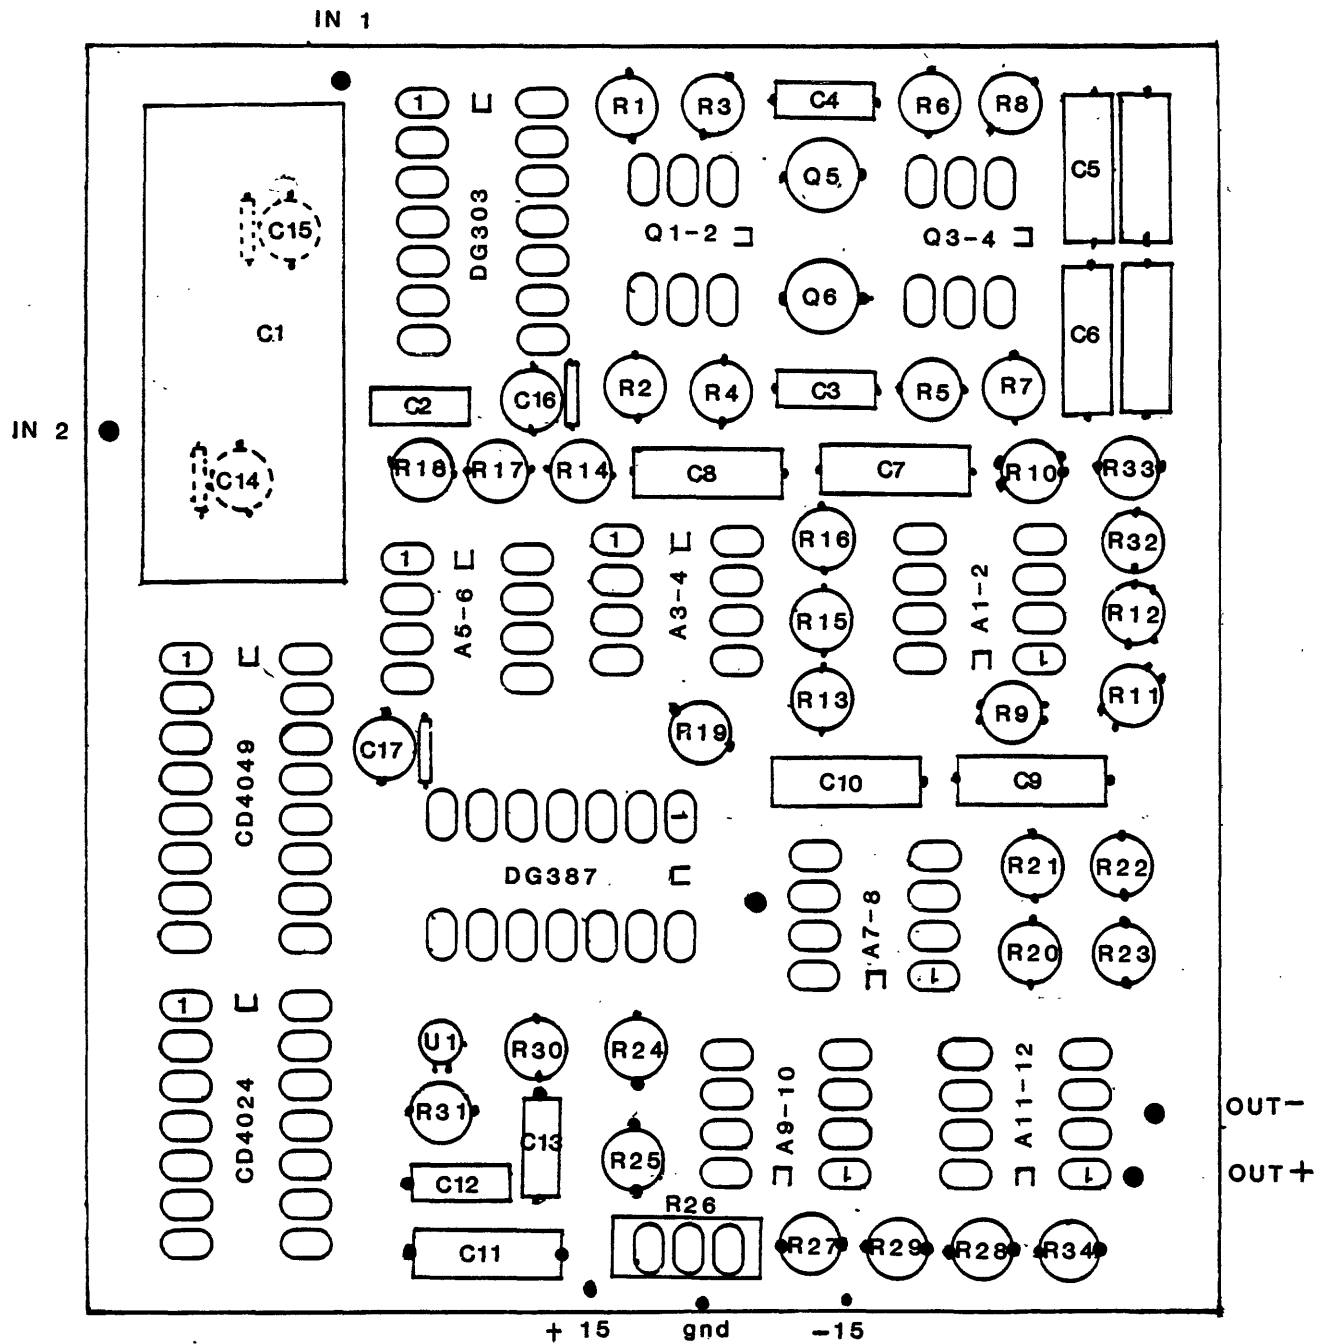 IN 1
1
R1
R3
C4
R6
R8
C5
Q5
DG303
C15
Q1-2
Q3-4
C1
Q6
C6
R2
R4
C3
R5
R7
C2
C16
IN 2
R18
R17
R14
C8
C7
R10
R33
C14
1
1
R16
R32
A5-6
A3-4
A1-2
R15
R12
1
1
R13
R11
R9
R19
C17
CD4049
C10
C9
1
DG387
R21
R22
A7-8
R20
R23
1
1
U1
R30
R24
A9-10
A11-12
OUT-
R31
CD4024
C13
R25
1
1
OUT+
C12
R26
C11
R27
R29
R28
R34
+ 15
gnd
-15